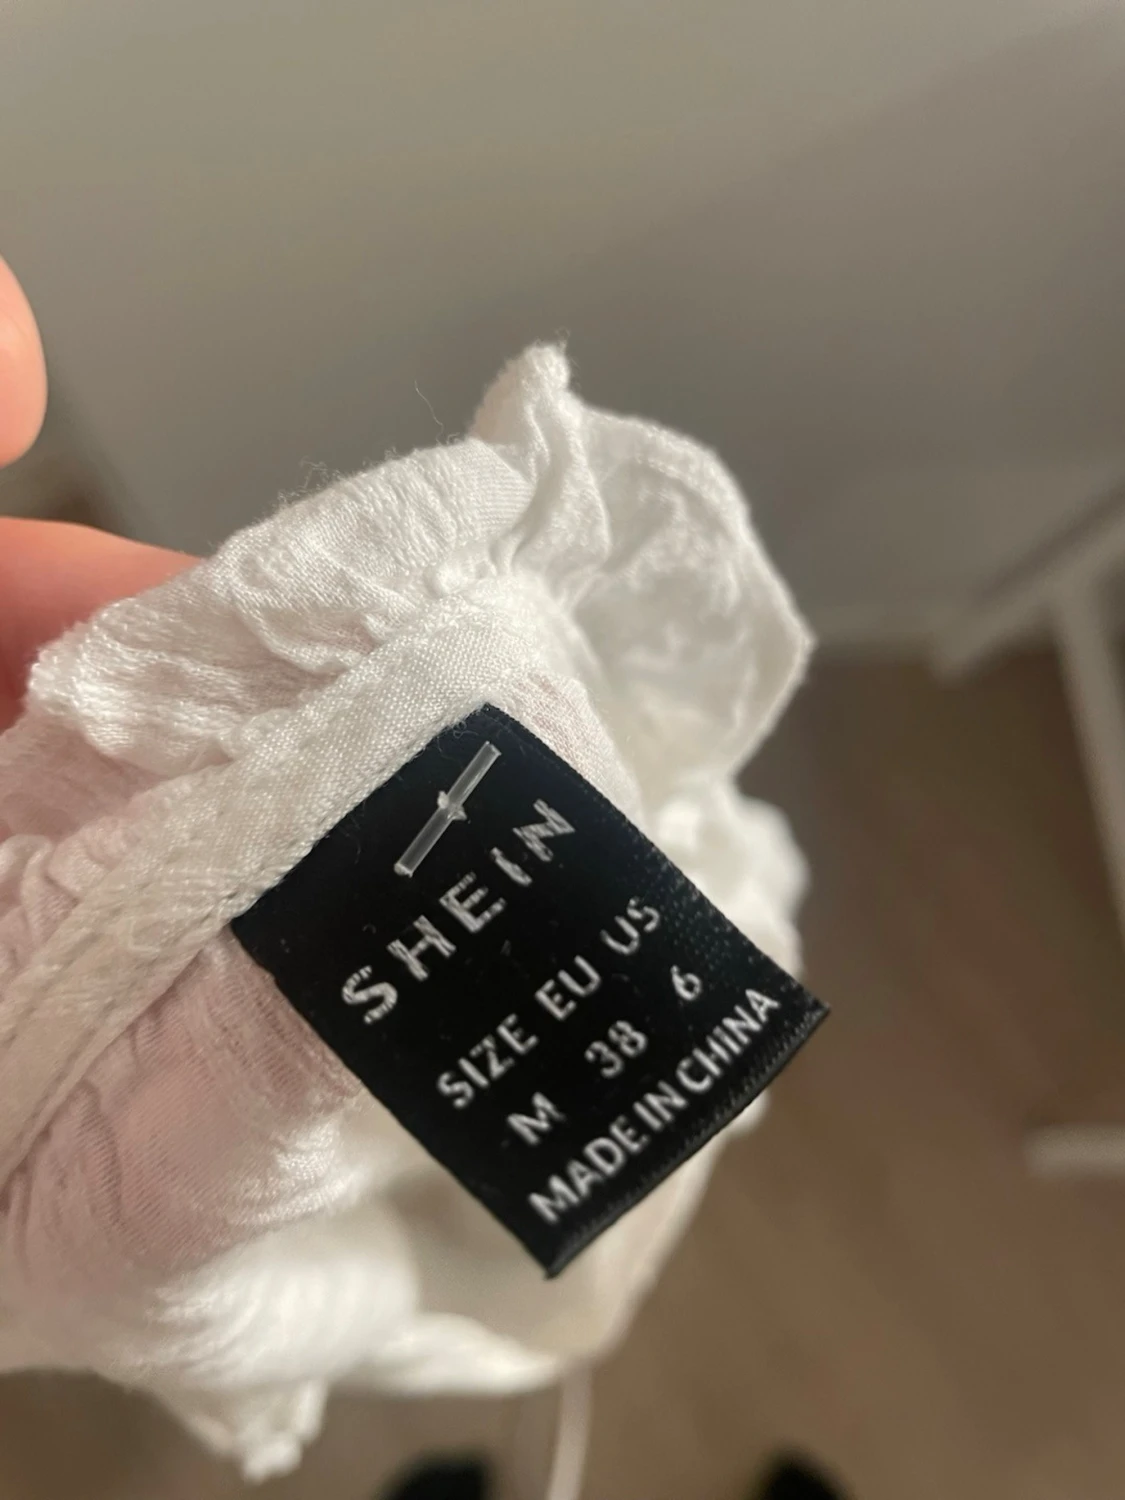 SHEIN
SIZE EU US
M 38 6
MADE IN CHINA